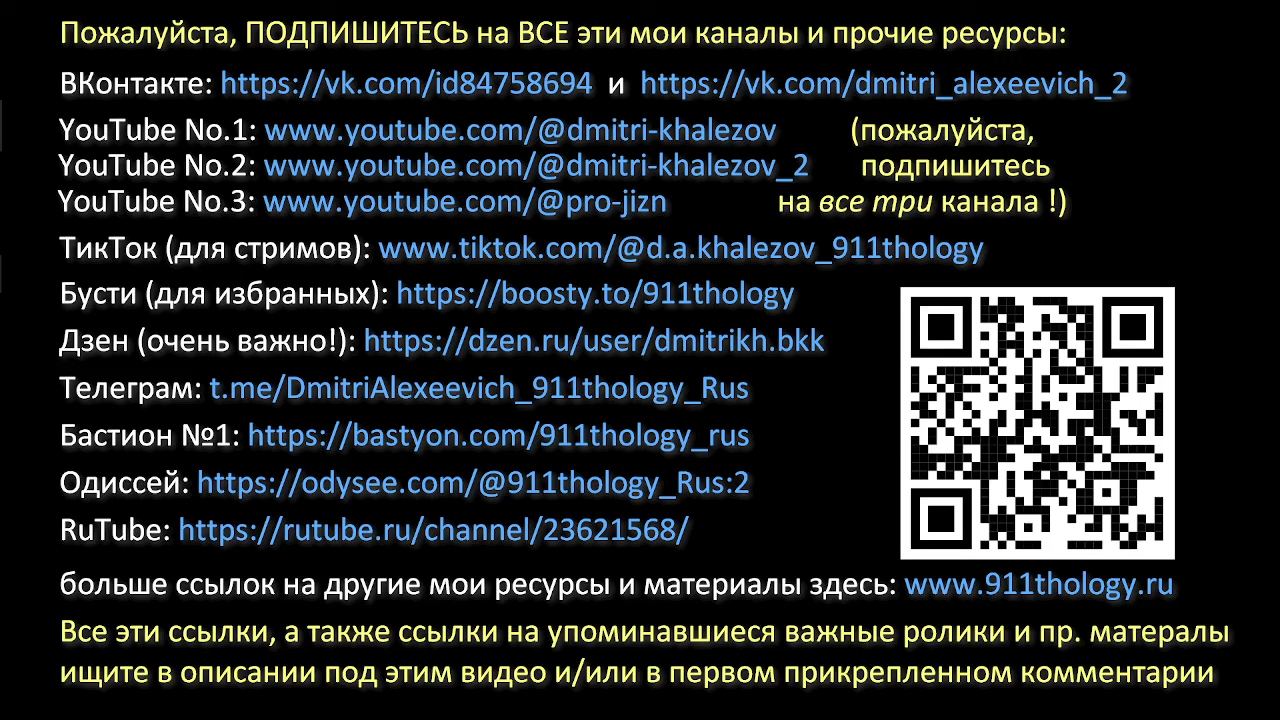 Пожалуйста, ПОДПИШИТЕСЬ на ВСЕ эти мои каналы и прочие ресурсы:
ВКонтакте: https://vk.com/id84758694 и https://vk.com/dmitri_alexeevich_2
YouTube No.1: www.youtube.com/@dmitri-khalezov (пожалуйста,
YouTube No.2: www.youtube.com/@dmitri-khalezov_2 подпишитесь
YouTube No.3: www.youtube.com/@pro-jizn на все три канала !)
ТикТок (для стримов): www.tiktok.com/@d.a.khalezov_911thology
Бусти (для избранных): https://boosty.to/911thology
Дзен (очень важно!): https://dzen.ru/user/dmitrikh.bkk
Телеграм: t.me/DmitriAlexeevich_911thology_Rus
Бастион №1: https://bastyon.com/911thology_rus
Одиссей: https://odysee.com/@911thology_Rus:2
RuTube: https://rutube.ru/channel/23621568/
больше ссылок на другие мои ресурсы и материалы здесь: www.911thology.ru
Все эти ссылки, а также ссылки на упоминавшиеся важные ролики и пр. матералы
ищите в описании под этим видео и/или в первом прикрепленном комментарии